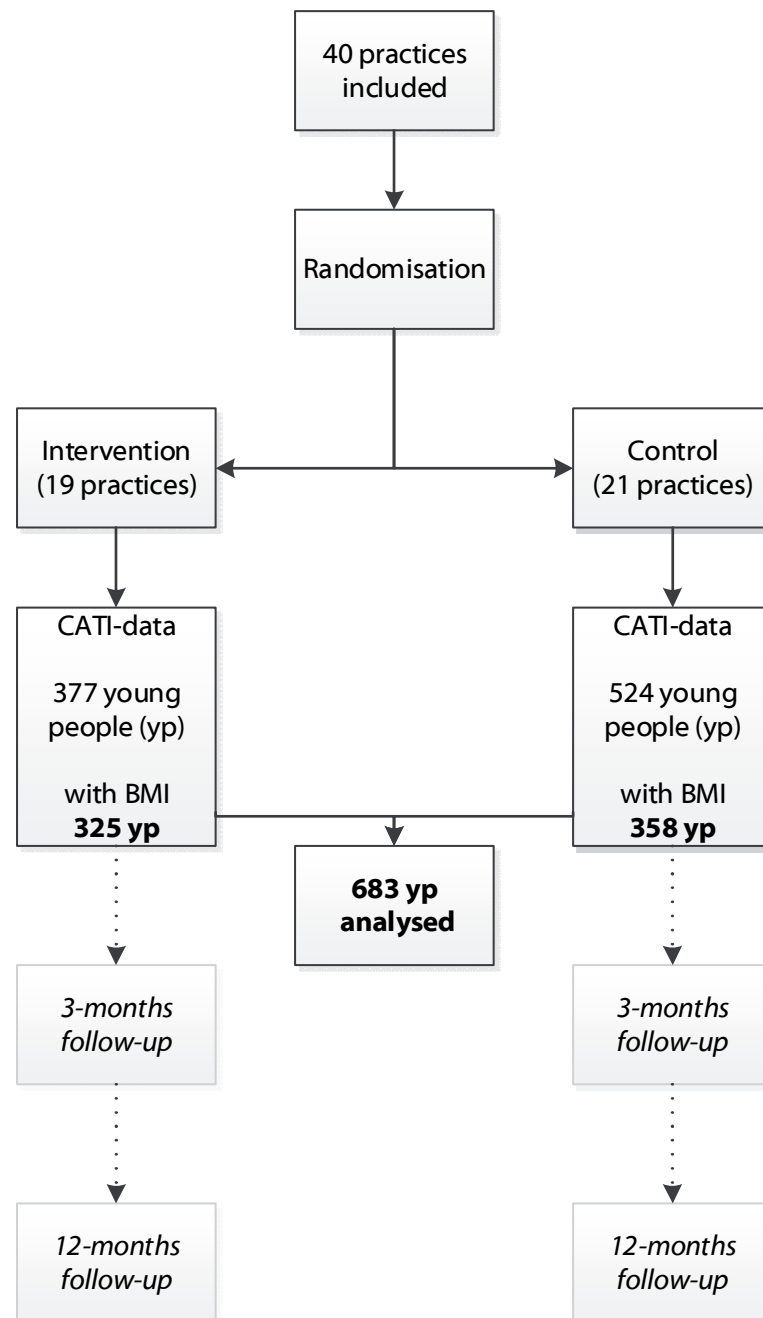 40 practices
included
Randomisation
Intervention
(19 practices)
Control
(21 practices)
CATI-data
377 young
people (yp)
with BMI
325 yp
CATI-data
524 young
people (yp)
with BMI
358 yp
683 yp
analysed
3-months
follow-up
3-months
follow-up
12-months
follow-up
12-months
follow-up